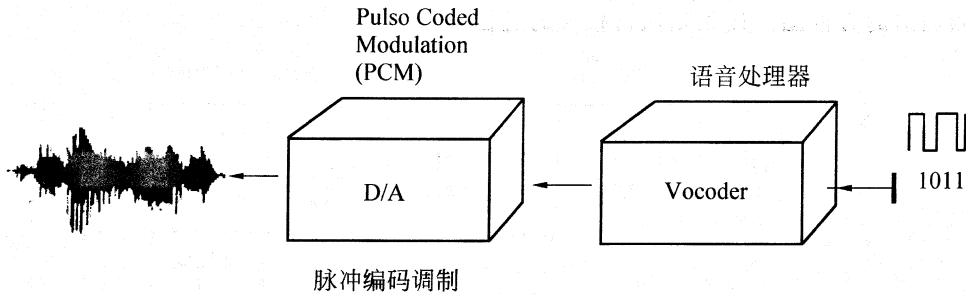 Pulso Coded
Modulation
(PCM)
语音处理器
D/A
Vocoder
1011
脉冲编码调制